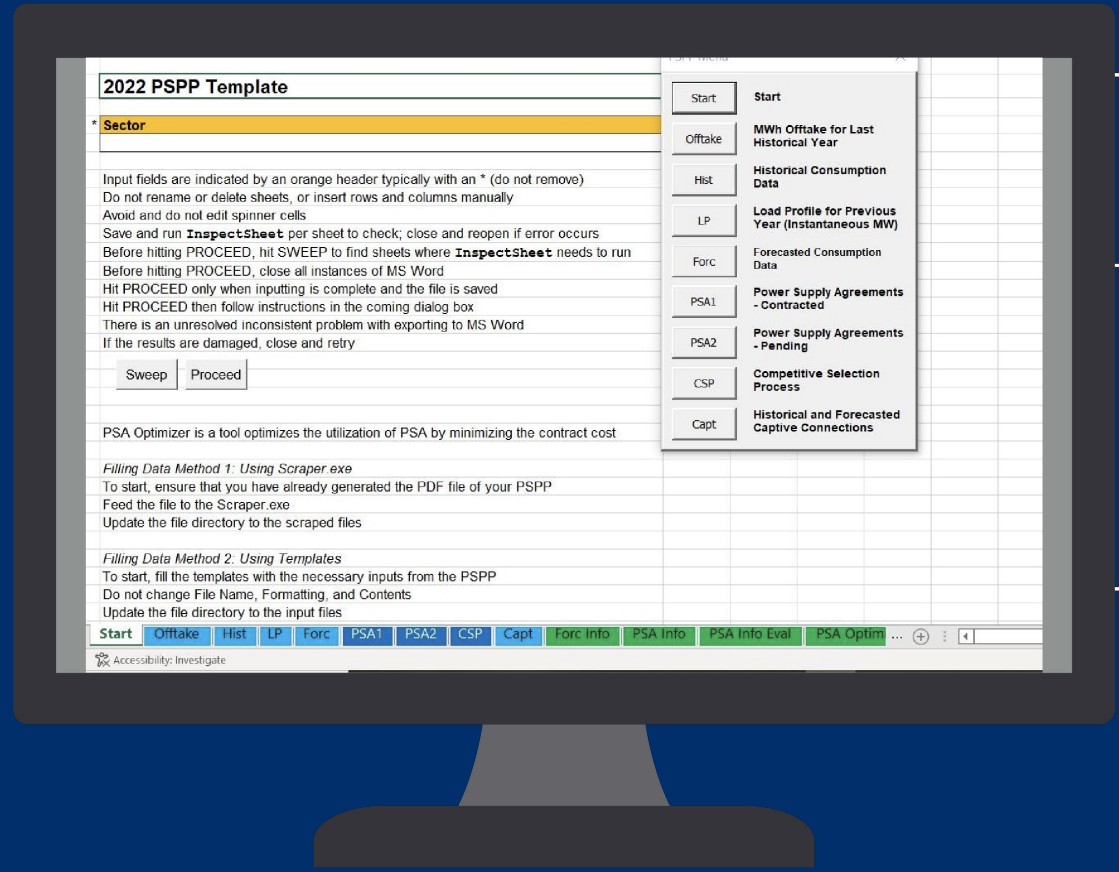 PSPP Menu
2022 PSPP Template
* Sector
Input fields are indicated by an orange header typically with an * (do not remove)
Do not rename or delete sheets, or insert rows and columns manually
Avoid and do not edit spinner cells
Save and run InspectSheet per sheet to check; close and reopen if error occurs
Before hitting PROCEED, hit SWEEP to find sheets where InspectSheet needs to run
Before hitting PROCEED, close all instances of MS Word
Hit PROCEED only when inputting is complete and the file is saved
Hit PROCEED then follow instructions in the coming dialog box
There is an unresolved inconsistent problem with exporting to MS Word
If the results are damaged, close and retry
Sweep Proceed
PSA Optimizer is a tool optimizes the utilization of PSA by minimizing the contract cost
Filling Data Method 1: Using Scraper.exe
To start, ensure that you have already generated the PDF file of your PSPP
Feed the file to the Scraper.exe
Update the file directory to the scraped files
Filling Data Method 2: Using Templates
To start, fill the templates with the necessary inputs from the PSPP
Do not change File Name, Formatting, and Contents
Update the file directory to the input files
Start Start
Offtake MWh Offtake for Last
Historical Year
Hist Historical Consumption
Data
LP Load Profile for Previous
Year (Instantaneous MW)
Forc Forecasted Consumption
Data
PSA1 Power Supply Agreements
- Contracted
PSA2 Power Supply Agreements
- Pending
CSP Competitive Selection
Process
Capt Historical and Forecasted
Captive Connections
Start Offtake Hist LP Forc PSA1 PSA2 CSP Capt Forc Info PSA Info PSA Info Eval PSA Optim ...
Accessibility: Investigate